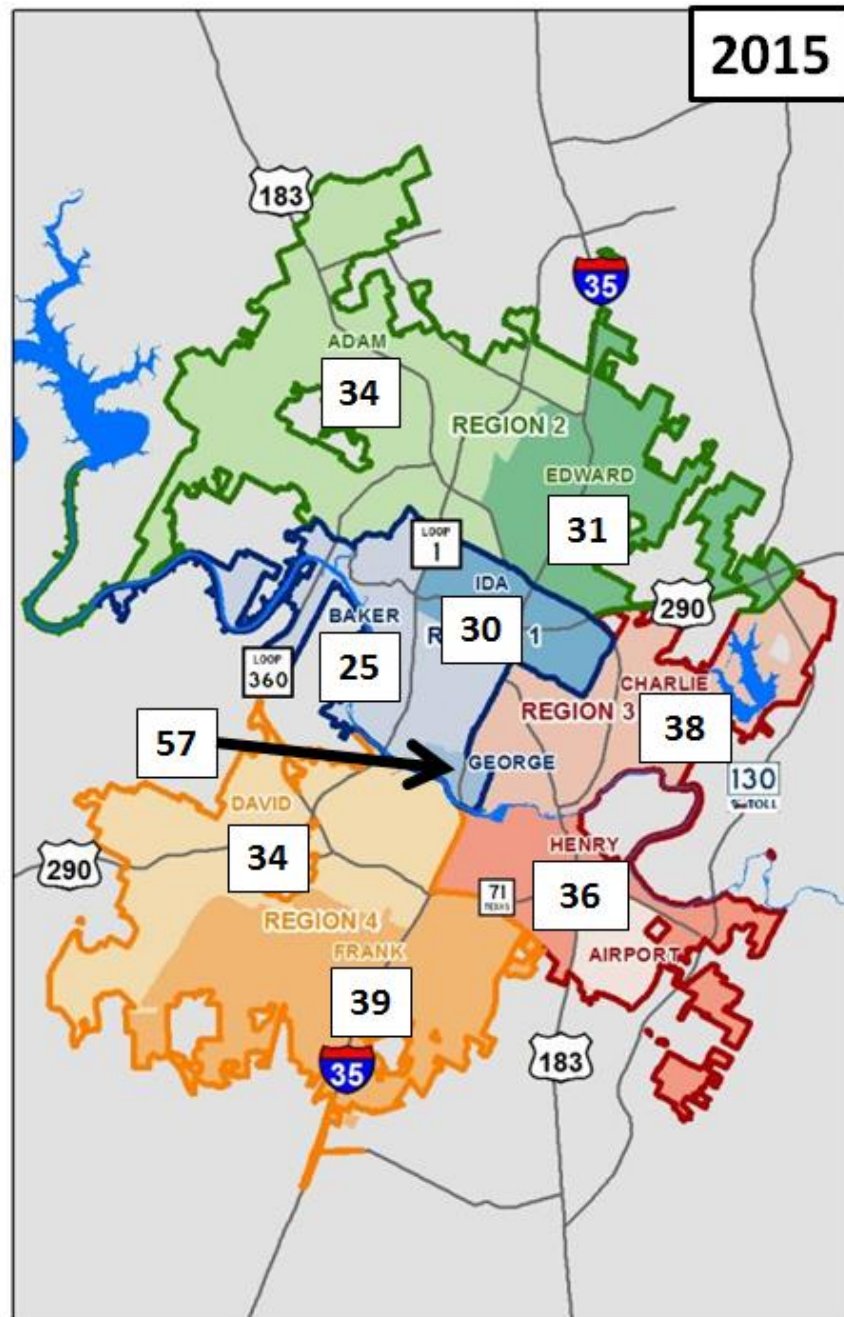 2015
183
35
ADAM
34
REGION 2
EDWARD
31
LOOP
1
IDA
290
BAKER
30
R
1
25
LOOP
360
CHARLIE
REGION 3
38
57
GEORGE
130
TOLL
DAVID
HENRY
34
290
71
TEXAS
36
REGION 4
FRANK
AIRPORT
39
35
183